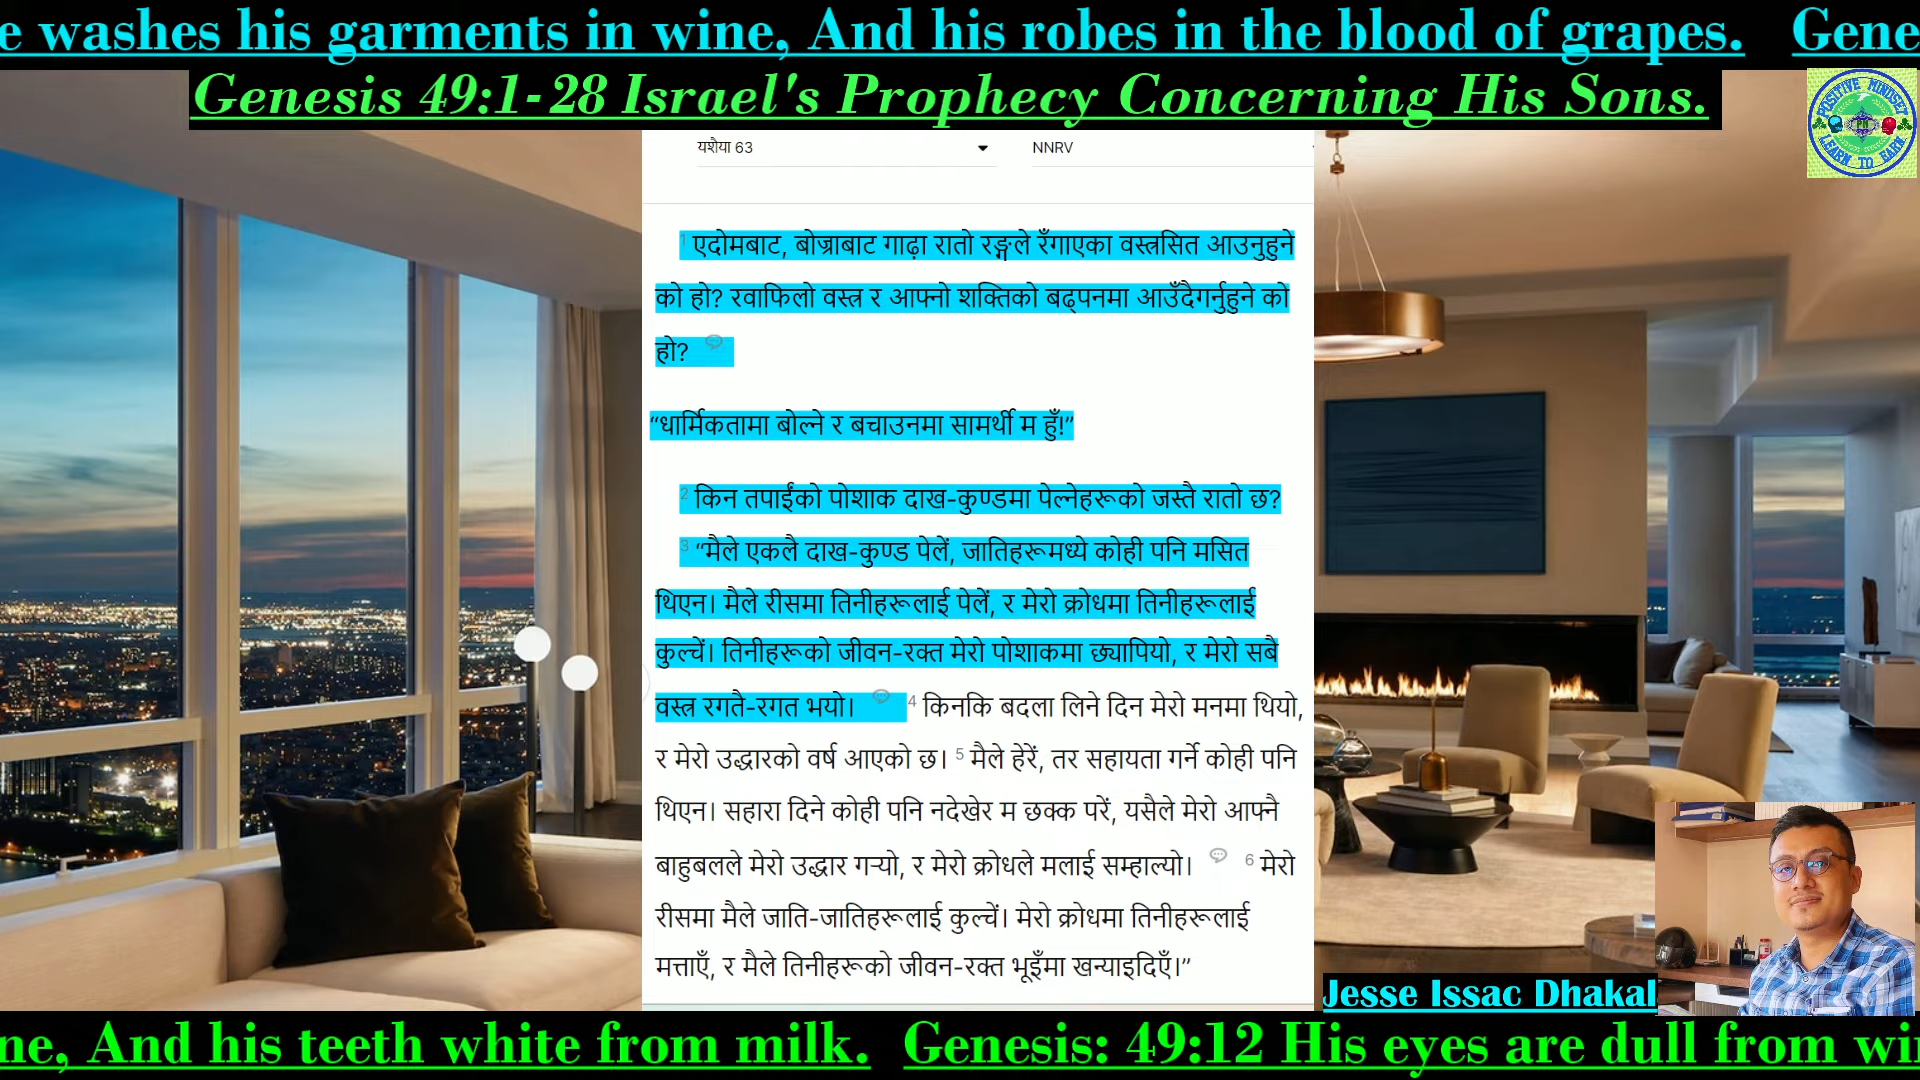 e washes his garments in wine, And his robes in the blood of grapes. Gene
Genesis 49:1-28 Israel's Prophecy Concerning His Sons.
POSITIVE MINDSET
LEARN TO EARN
यशैया 63
NNRV
1 एदोमबाट, बोज्राबाट गाढ़ा रातो रङ्गले रँगाएका वस्त्रसित आउनुहुने
को हो? रवाफिलो वस्त्र र आफ्नो शक्तिको बढ्पनमा आउँदैगर्नुहुने को
हो?
“धार्मिकतामा बोल्ने र बचाउनमा सामर्थी म हुँ!”
2 किन तपाईंको पोशाक दाख-कुण्डमा पेल्नेहरूको जस्तै रातो छ?
3 “मैले एकलै दाख-कुण्ड पेलें, जातिहरूमध्ये कोही पनि मसित
थिएन। मैले रीसमा तिनीहरूलाई पेलें, र मेरो क्रोधमा तिनीहरूलाई
कुल्चें। तिनीहरूको जीवन-रक्त मेरो पोशाकमा छ्यापियो, र मेरो सबै
वस्त्र रगतै-रगत भयो। 4 किनकि बदला लिने दिन मेरो मनमा थियो,
र मेरो उद्धारको वर्ष आएको छ। 5 मैले हेरें, तर सहायता गर्ने कोही पनि
थिएन। सहारा दिने कोही पनि नदेखेर म छक्क परें, यसैले मेरो आफ्नै
बाहुबलले मेरो उद्धार गर्‍यो, र मेरो क्रोधले मलाई सम्हाल्यो। 6 मेरो
रीसमा मैले जाति-जातिहरूलाई कुल्चें। मेरो क्रोधमा तिनीहरूलाई
मत्ताएँ, र मैले तिनीहरूको जीवन-रक्त भूइँमा खन्याइदिएँ।”
Jesse Issac Dhakal
ne, And his teeth white from milk. Genesis: 49:12 His eyes are dull from wi